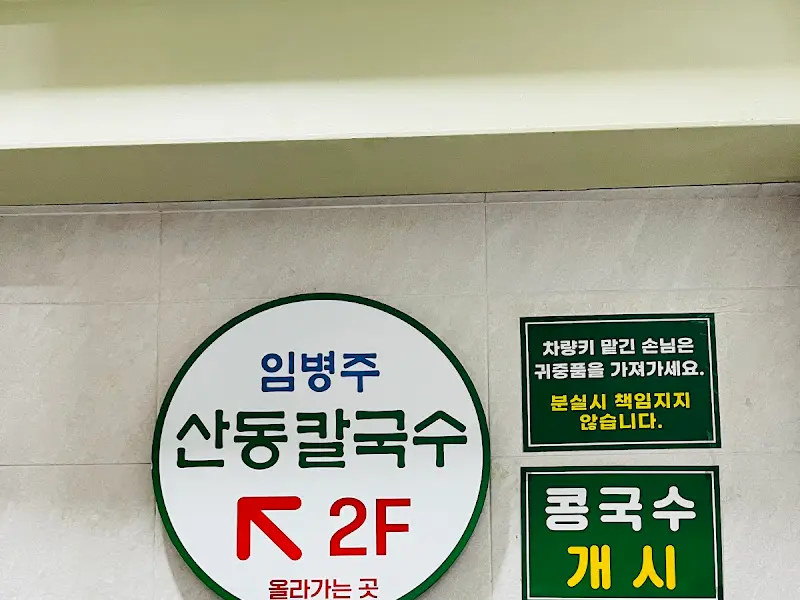 임병주
산동칼국수
2F
올라가는 곳
차량키 맡긴 손님은
귀중품을 가져가세요.
분실시 책임지지
않습니다.
콩국수
개시